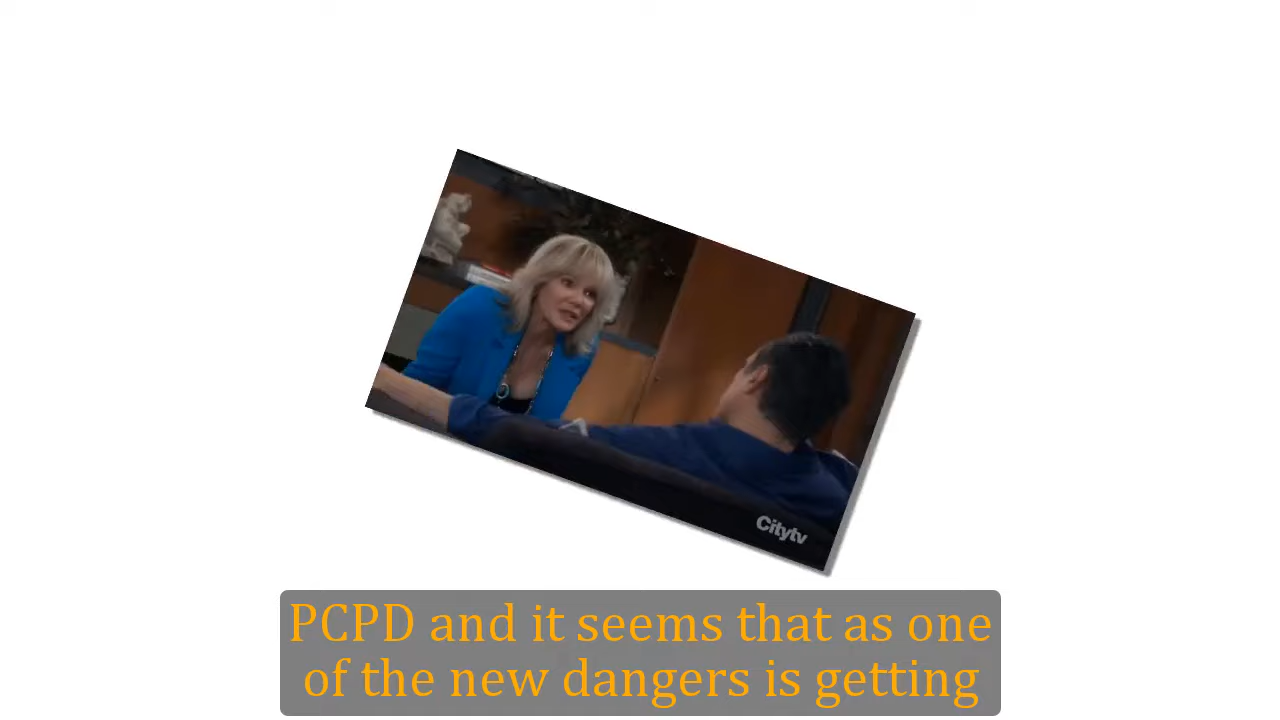 Citytv
PCPD and it seems that as one
of the new dangers is getting